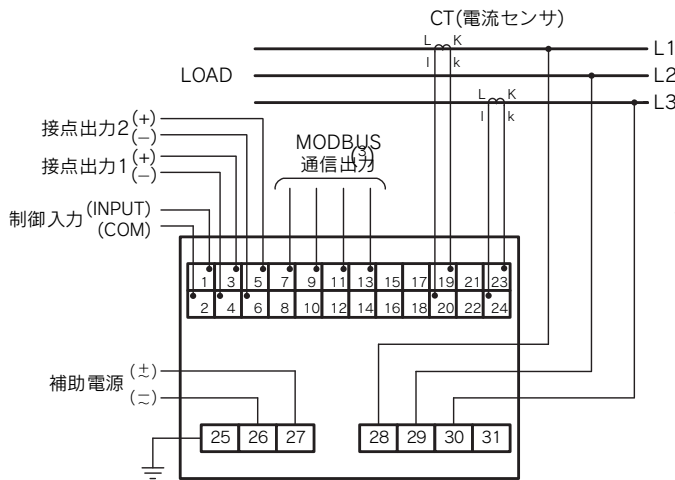 CT(電流センサ)
L K
L1
l k
LOAD
L2
L K
L3
l k
接点出力2 (+)
(−)
接点出力1 (+)
(−)
MODBUS
通信出力
(3)
制御入力 (INPUT)
(COM)
1 3 5 7 9 11 13 15 17 19 21 23
2 4 6 8 10 12 14 16 18 20 22 24
補助電源 (±)
(≂)
25 26 27
28 29 30 31